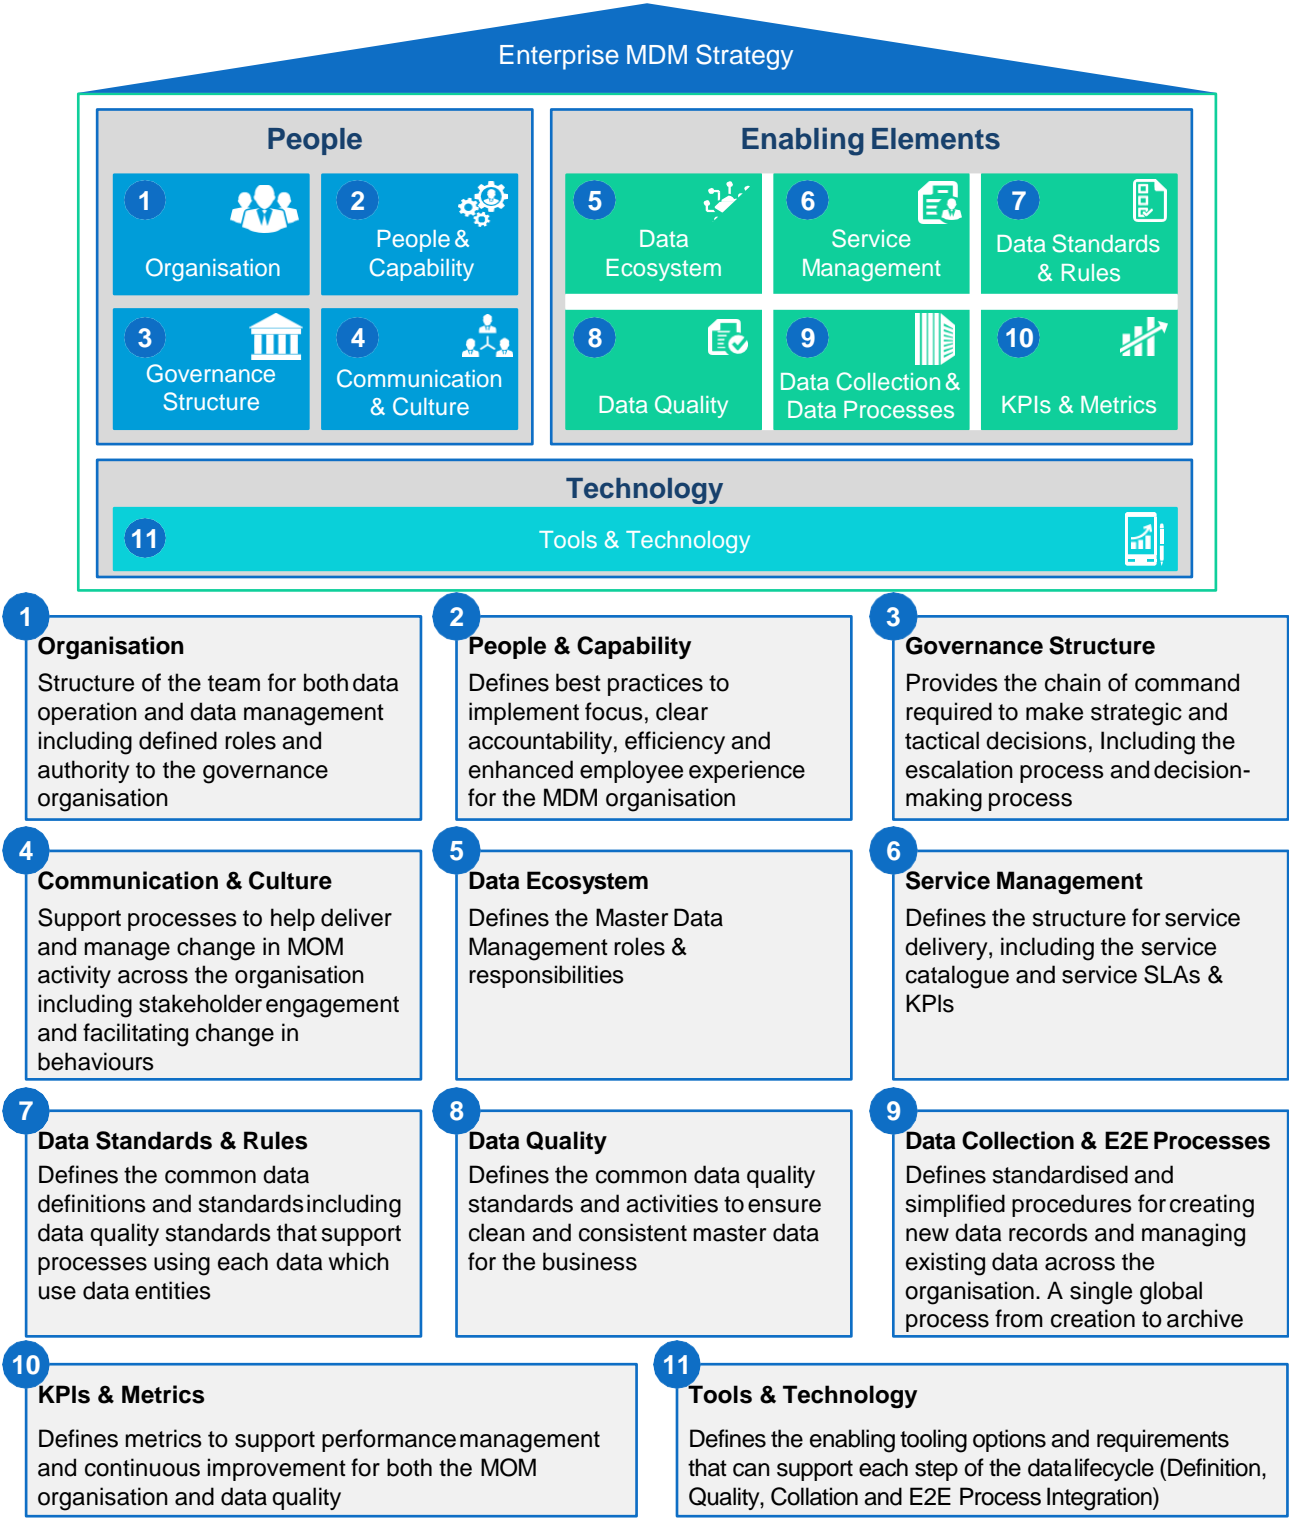 Enterprise MDM Strategy
People
Enabling Elements
1
Organisation
2
People &
Capability
3
Governance
Structure
4
Communication
& Culture
5
Data
Ecosystem
6
Service
Management
7
Data Standards
& Rules
8
Data Quality
9
Data Collection &
Data Processes
10
KPIs & Metrics
Technology
11
Tools & Technology
1
Organisation
Structure of the team for both data
operation and data management
including defined roles and
authority to the governance
organisation
2
People & Capability
Defines best practices to
implement focus, clear
accountability, efficiency and
enhanced employee experience
for the MDM organisation
3
Governance Structure
Provides the chain of command
required to make strategic and
tactical decisions, Including the
escalation process and decision-
making process
4
Communication & Culture
Support processes to help deliver
and manage change in MOM
activity across the organisation
including stakeholder engagement
and facilitating change in
behaviours
5
Data Ecosystem
Defines the Master Data
Management roles &
responsibilities
6
Service Management
Defines the structure for service
delivery, including the service
catalogue and service SLAs &
KPIs
7
Data Standards & Rules
Defines the common data
definitions and standards including
data quality standards that support
processes using each data which
use data entities
8
Data Quality
Defines the common data quality
standards and activities to ensure
clean and consistent master data
for the business
9
Data Collection & E2E Processes
Defines standardised and
simplified procedures for creating
new data records and managing
existing data across the
organisation. A single global
process from creation to archive
10
KPIs & Metrics
Defines metrics to support performance management
and continuous improvement for both the MOM
organisation and data quality
11
Tools & Technology
Defines the enabling tooling options and requirements
that can support each step of the datalifecycle (Definition,
Quality, Collation and E2E Process Integration)